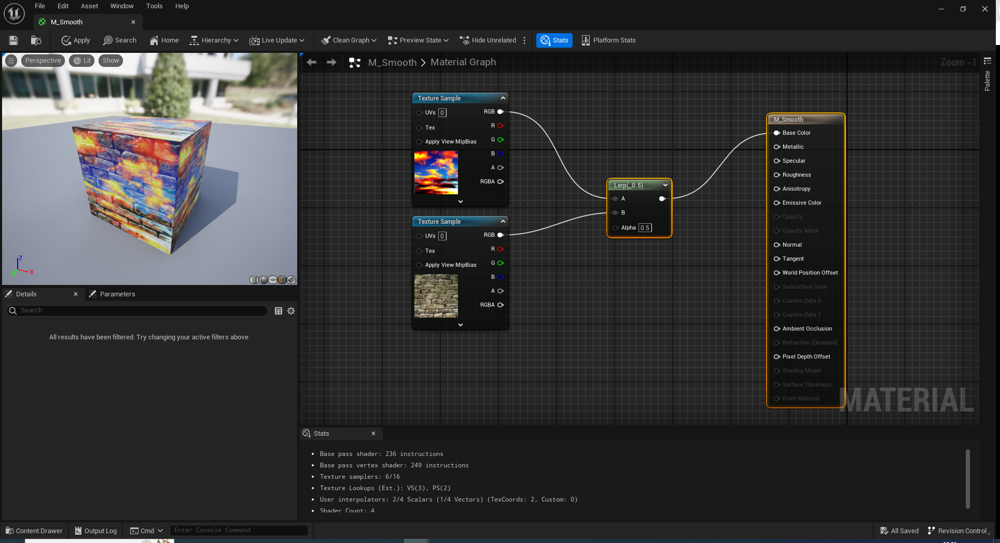 File Edit Asset Window Tools Help
M_Smooth
Apply Search Home Hierarchy Live Update Clean Graph Preview State Hide Unrelated Stats Platform Stats
Perspective Lit Show
M_Smooth > Material Graph
Zoom -1
Palette
Texture Sample
UVs 0 RGB
R
Tex
G
Apply View MipBias
B
A
RGBA
Texture Sample
UVs 0 RGB
R
Tex
G
Apply View MipBias
B
A
RGBA
Lerp(,,0.5)
A
B
Alpha 0.5
M_Smooth
Base Color
Metallic
Specular
Roughness
Anisotropy
Emissive Color
Opacity
Opacity Mask
Normal
Tangent
World Position Offset
Subsurface Color
Custom Data 0
Custom Data 1
Ambient Occlusion
Refraction (Disabled)
Pixel Depth Offset
Shading Model
Surface Thickness
Front Material
MATERIAL
Z
X
Details Parameters
Search
All results have been filtered. Try changing your active filters above.
Stats
Base pass shader: 236 instructions
Base pass vertex shader: 249 instructions
Texture samplers: 6/16
Texture Lookups (Est.): VS(3), PS(2)
User interpolators: 2/4 Scalars (1/4 Vectors) (TexCoords: 2, Custom: 0)
Shader Count: 4
Content Drawer Output Log Cmd Enter Console Command All Saved Revision Control